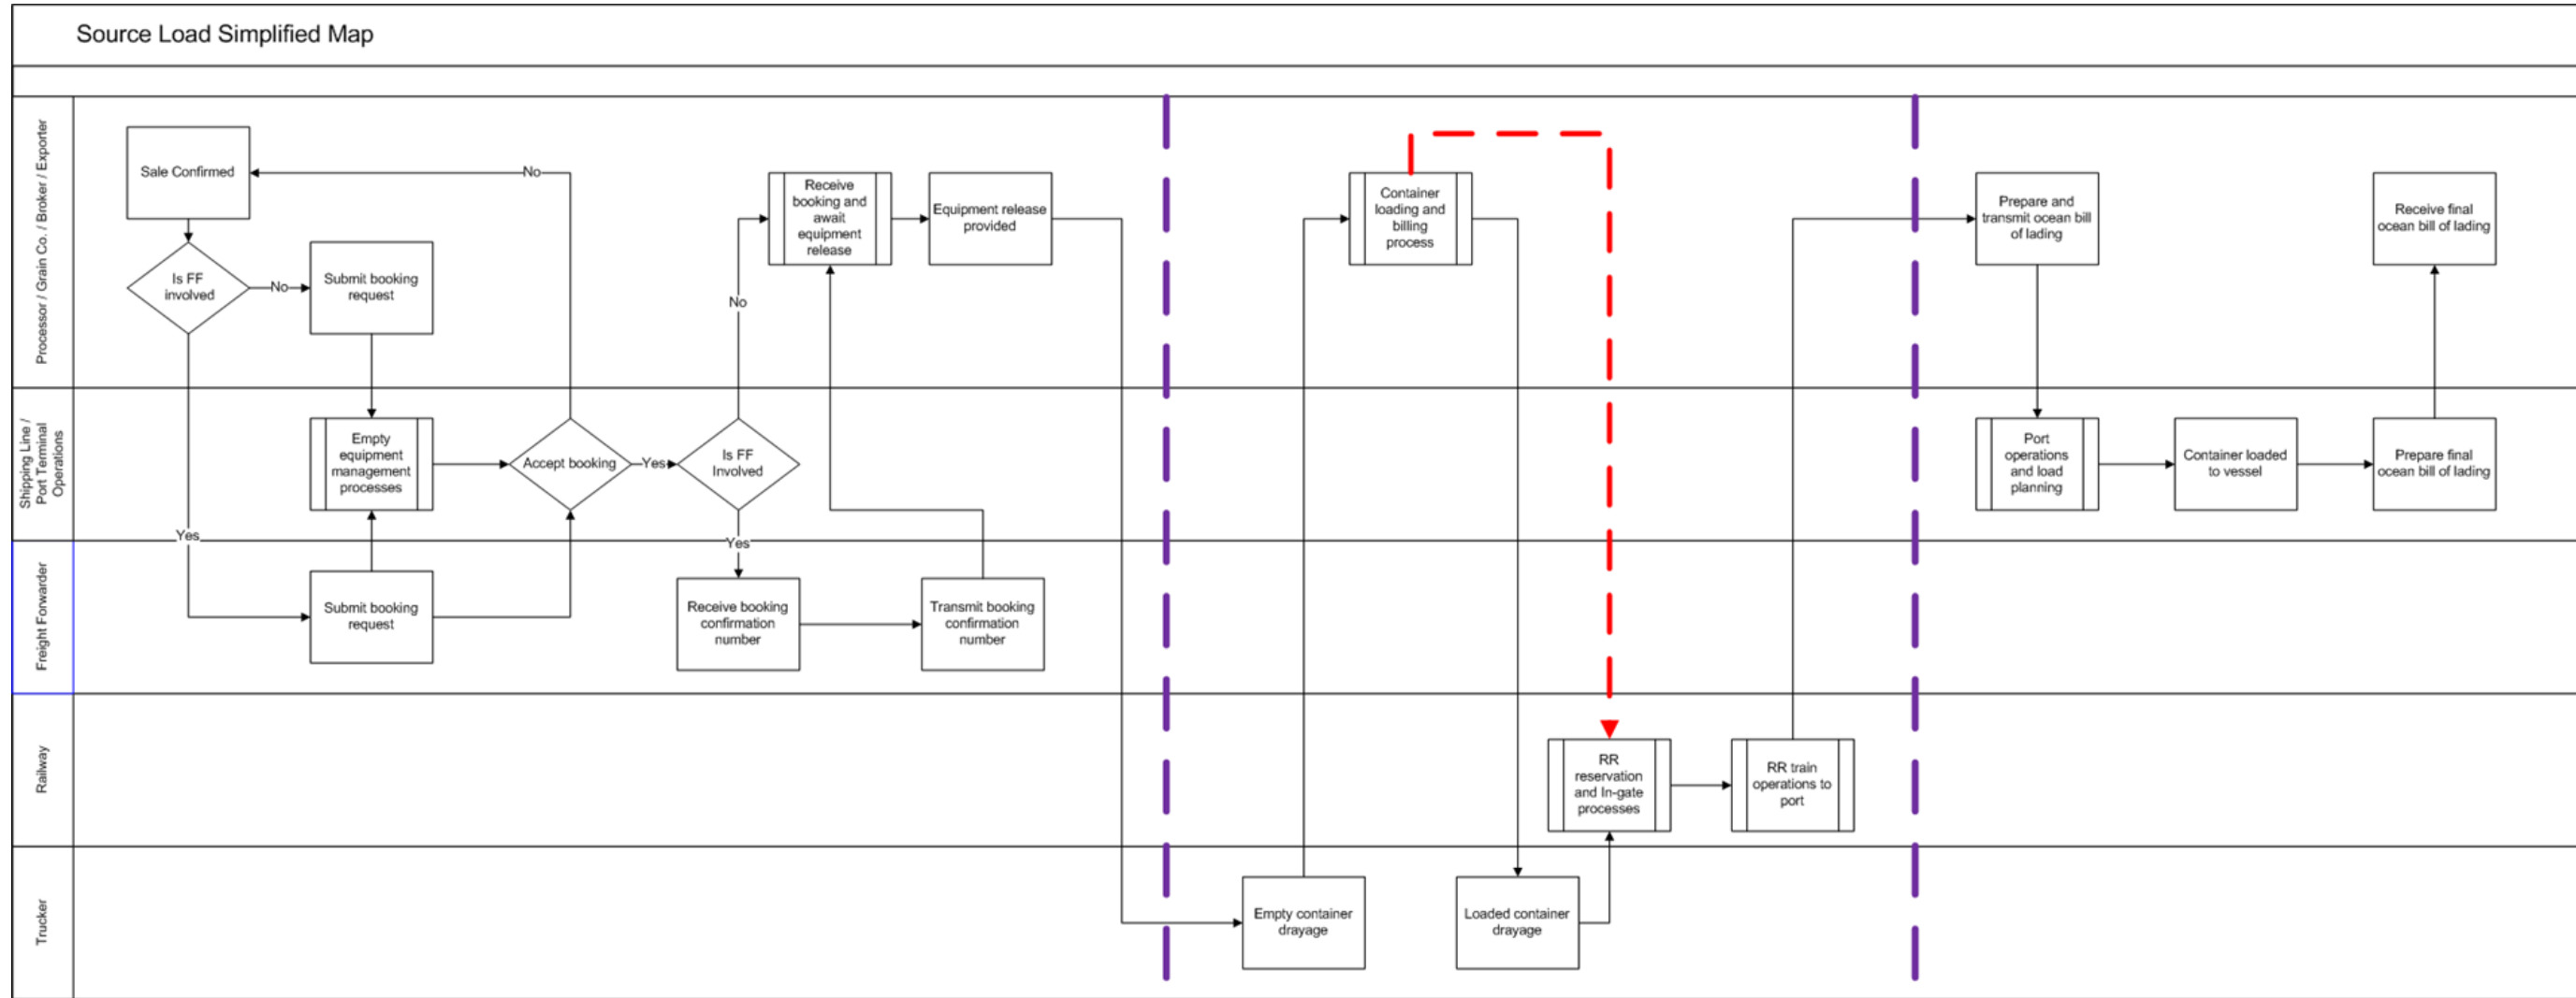 Source Load Simplified Map
Processor / Grain Co. / Broker / Exporter
Sale Confirmed
No
Is FF
involved
No
Submit booking
request
Receive
booking and
await
equipment
release
Equipment release
provided
No
Container
loading and
billing
process
Prepare and
transmit ocean bill
of lading
Receive final
ocean bill of lading
Shipping Line /
Port Terminal
Operations
Empty
equipment
management
processes
Accept booking
Yes
Is FF
Involved
Port
operations
and load
planning
Container loaded
to vessel
Prepare final
ocean bill of lading
Yes
Yes
Freight Forwarder
Submit booking
request
Receive booking
confirmation
number
Transmit booking
confirmation
number
Railway
RR
reservation
and In-gate
processes
RR train
operations to
port
Trucker
Empty container
drayage
Loaded container
drayage